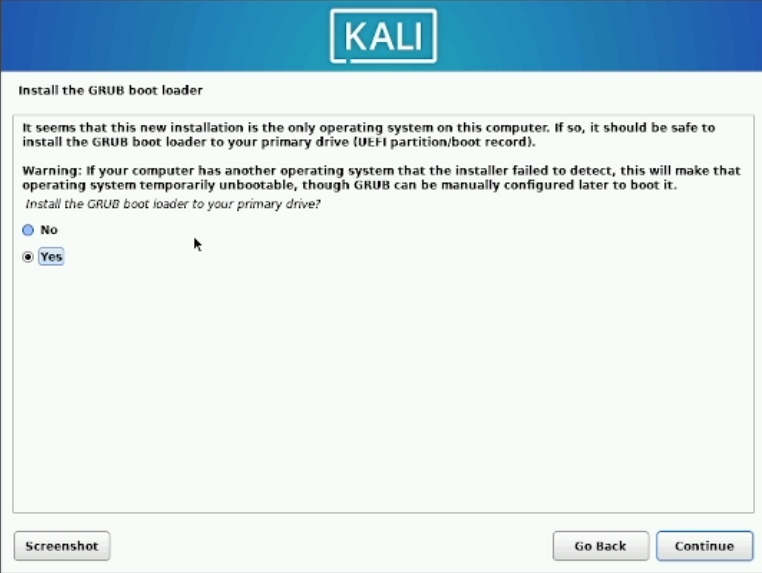 KALI
Install the GRUB boot loader
It seems that this new installation is the only operating system on this computer. If so, it should be safe to
install the GRUB boot loader to your primary drive (UEFI partition/boot record).
Warning: If your computer has another operating system that the installer failed to detect, this will make that
operating system temporarily unbootable, though GRUB can be manually configured later to boot it.
Install the GRUB boot loader to your primary drive?
No
Yes
Screenshot
Go Back
Continue